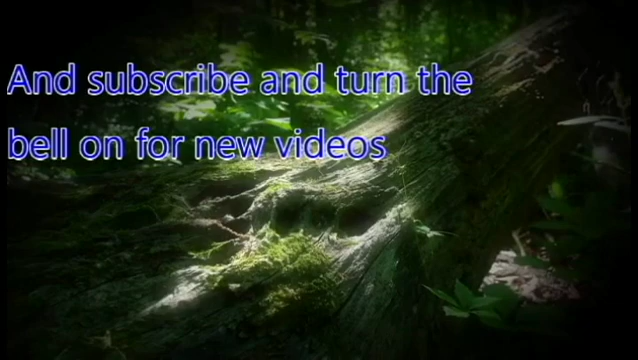 And subscribe and turn the
bell on for new videos